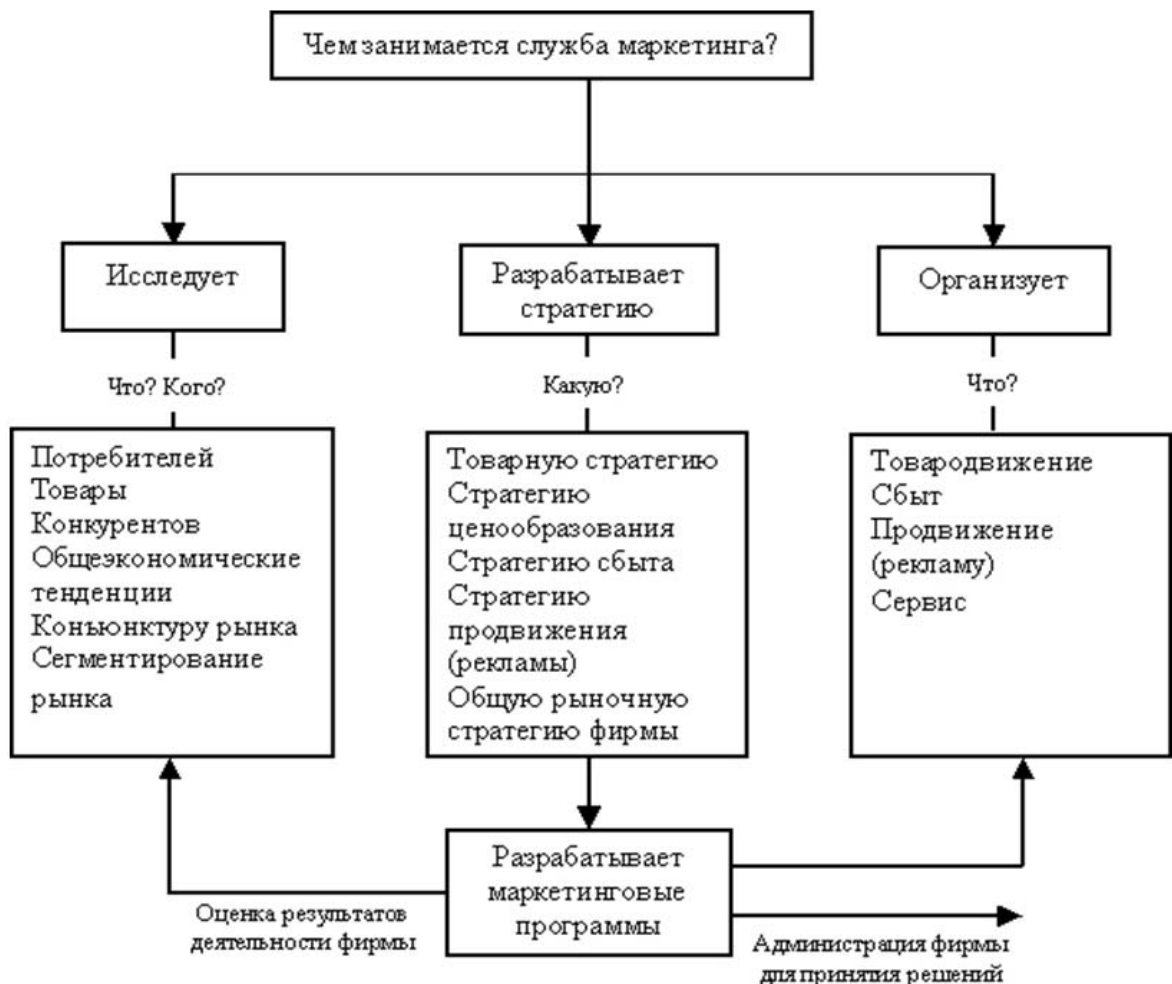 Чем занимается служба маркетинга?
Исследует
Разрабатывает
стратегию
Организует
Что? Кого?
Какую?
Что?
Потребителей
Товары
Конкурентов
Общеэкономические
тенденции
Конъюнктуру рынка
Сегментирование
рынка
Товарную стратегию
Стратегию
ценообразования
Стратегию сбыта
Стратегию
продвижения
(рекламы)
Общую рыночную
стратегию фирмы
Товародвижение
Сбыт
Продвижение
(рекламу)
Сервис
Разрабатывает
маркетинговые
программы
Оценка результатов
деятельности фирмы
Администрация фирмы
для принятия решений